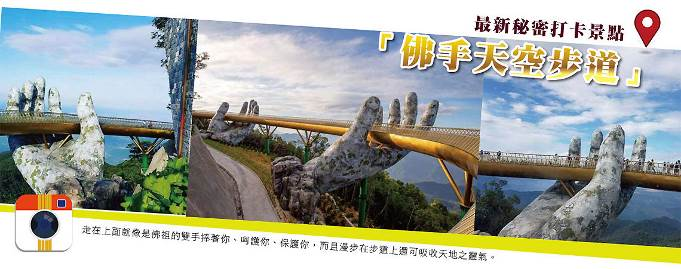 最新秘密打卡景點
「佛手天空步道」
走在上面就像是佛祖的雙手捧著你、呵護你、保護你，而且漫步在步道上還可吸收天地之靈氣。